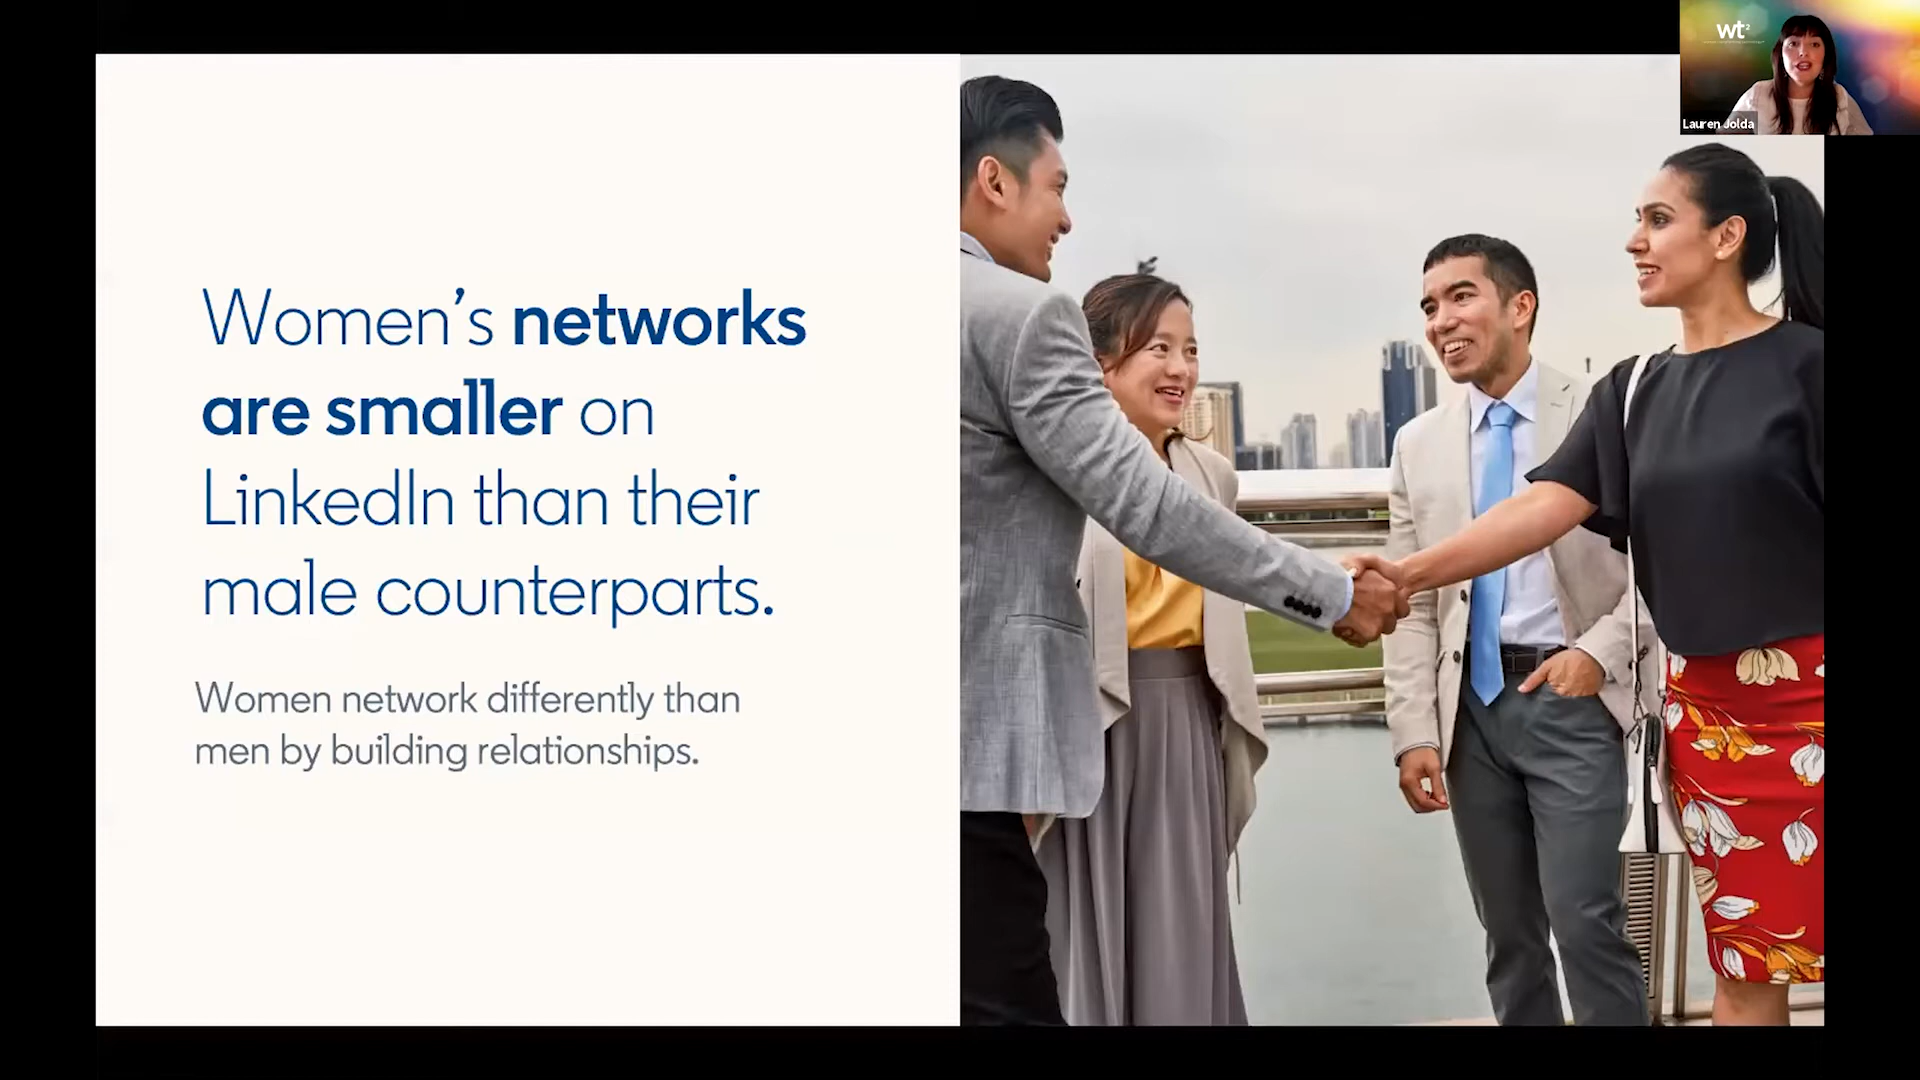 wt2
Lauren Jolda
Women's networks
are smaller on
LinkedIn than their
male counterparts.
Women network differently than
men by building relationships.